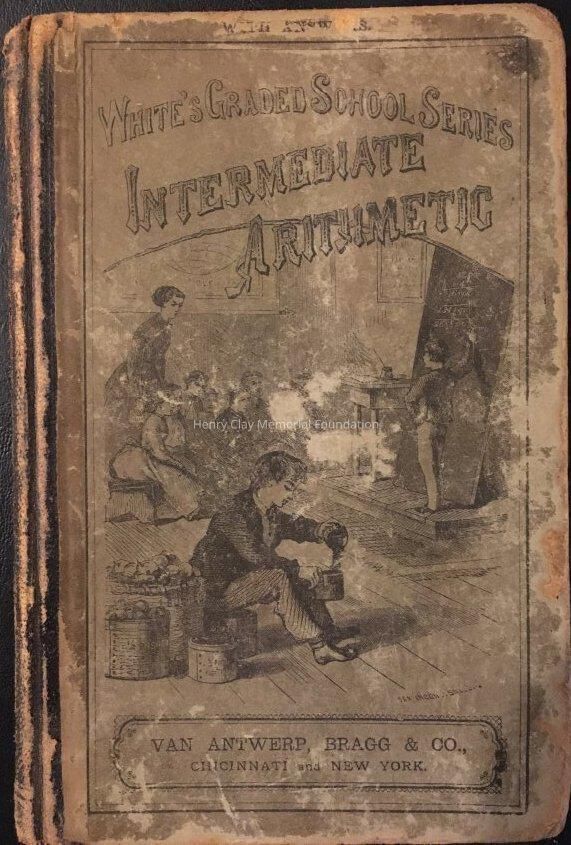 WHITE'S GRADED SCHOOL SERIES
INTERMEDIATE
ARITHMETIC
Henry Clay Memorial Foundation
VAN ANTWERP, BRAGG & CO.,
CINCINNATI and NEW YORK.